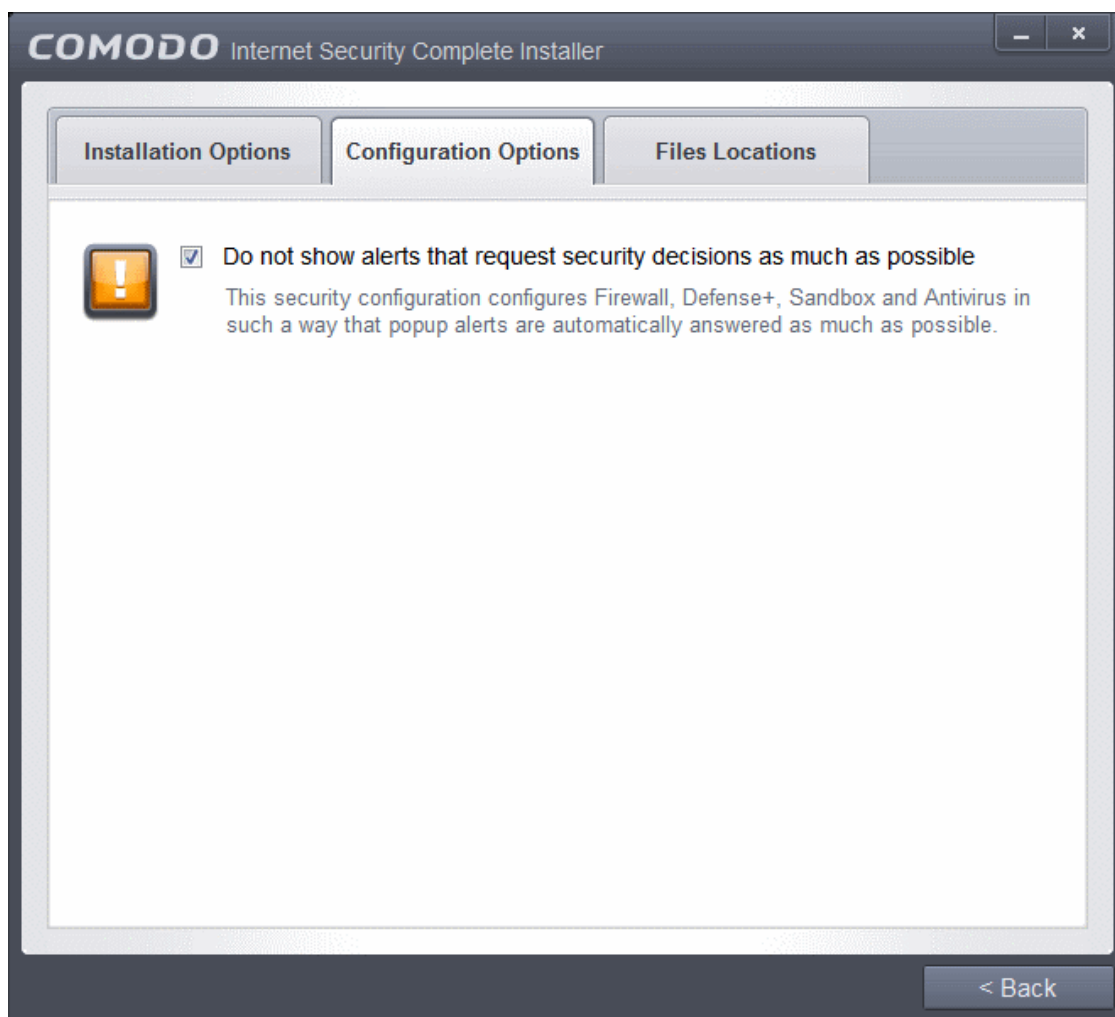 COMODO Internet Security Complete Installer
Installation Options
Configuration Options
Files Locations
Do not show alerts that request security decisions as much as possible
This security configuration configures Firewall, Defense+, Sandbox and Antivirus in
such a way that popup alerts are automatically answered as much as possible.
< Back